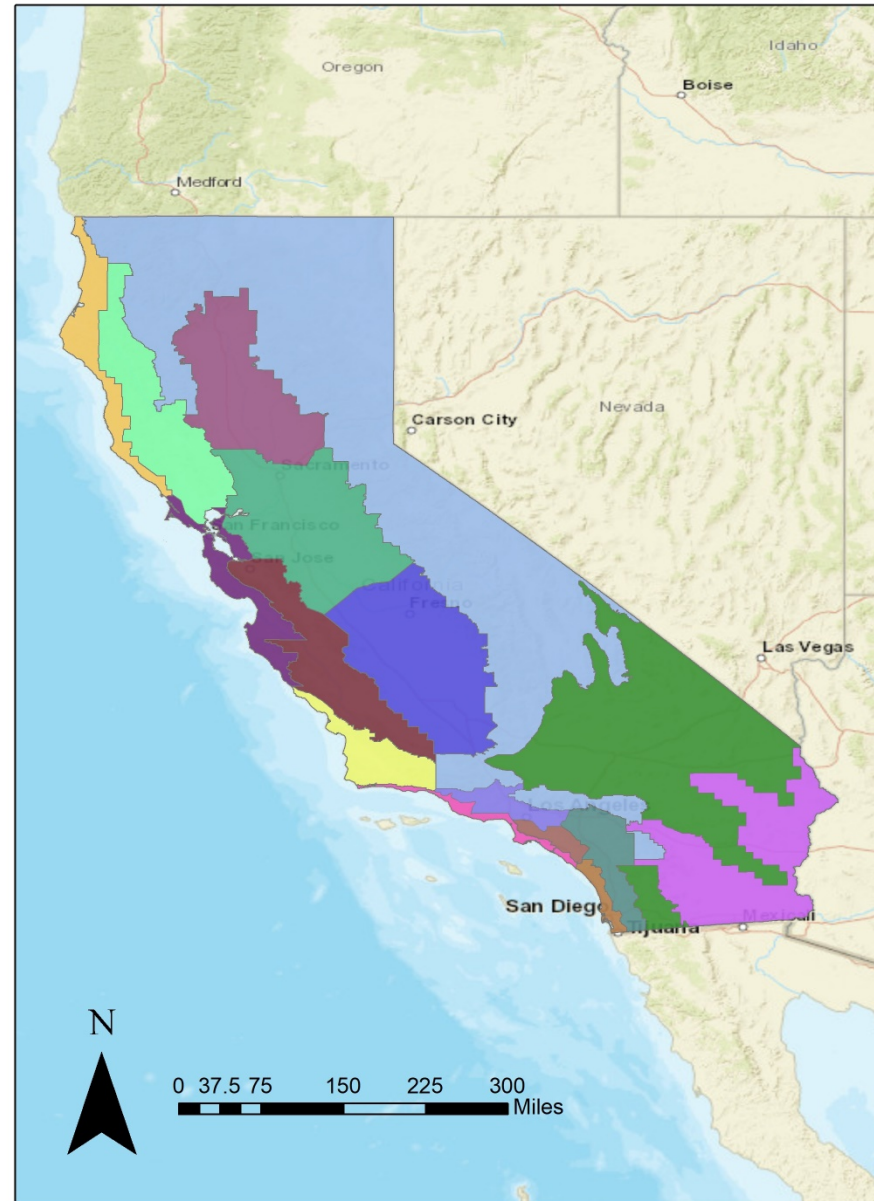 Idaho
Oregon
Boise
Medford
Carson City
Nevada
Sacramento
San Francisco
San Jose
California
Fresno
Las Vegas
Los Angeles
San Diego
Tijuana
Mexicali
N
0 37.5 75 150 225 300
Miles